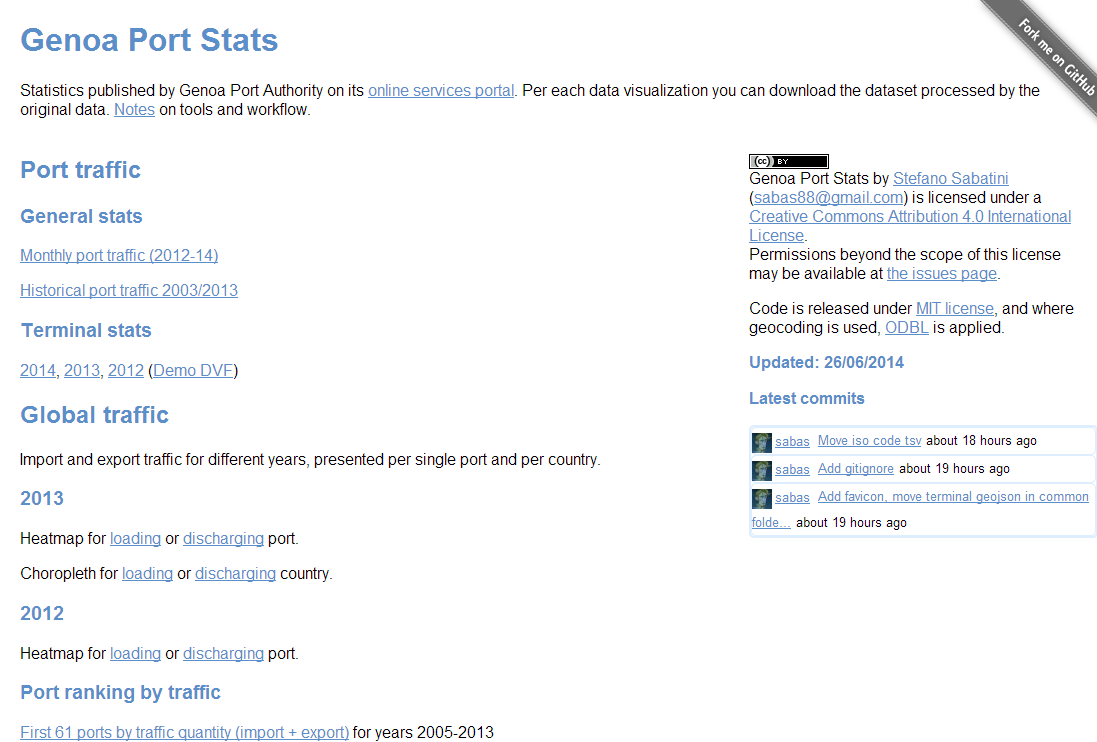 Genoa Port Stats
Fork me on GitHub
Statistics published by Genoa Port Authority on its online services portal. Per each data visualization you can download the dataset processed by the
original data. Notes on tools and workflow.
Port traffic
General stats
Monthly port traffic (2012-14)
Historical port traffic 2003/2013
Terminal stats
2014, 2013, 2012 (Demo DVF)
Global traffic
Import and export traffic for different years, presented per single port and per country.
2013
Heatmap for loading or discharging port.
Choropleth for loading or discharging country.
2012
Heatmap for loading or discharging port.
Port ranking by traffic
First 61 ports by traffic quantity (import + export) for years 2005-2013
(cc) BY
Genoa Port Stats by Stefano Sabatini
(sabas88@gmail.com) is licensed under a
Creative Commons Attribution 4.0 International
License.
Permissions beyond the scope of this license
may be available at the issues page.
Code is released under MIT license, and where
geocoding is used, ODBL is applied.
Updated: 26/06/2014
Latest commits
sabas Move iso code tsv about 18 hours ago
sabas Add gitignore about 19 hours ago
sabas Add favicon, move terminal geojson in common
folde... about 19 hours ago